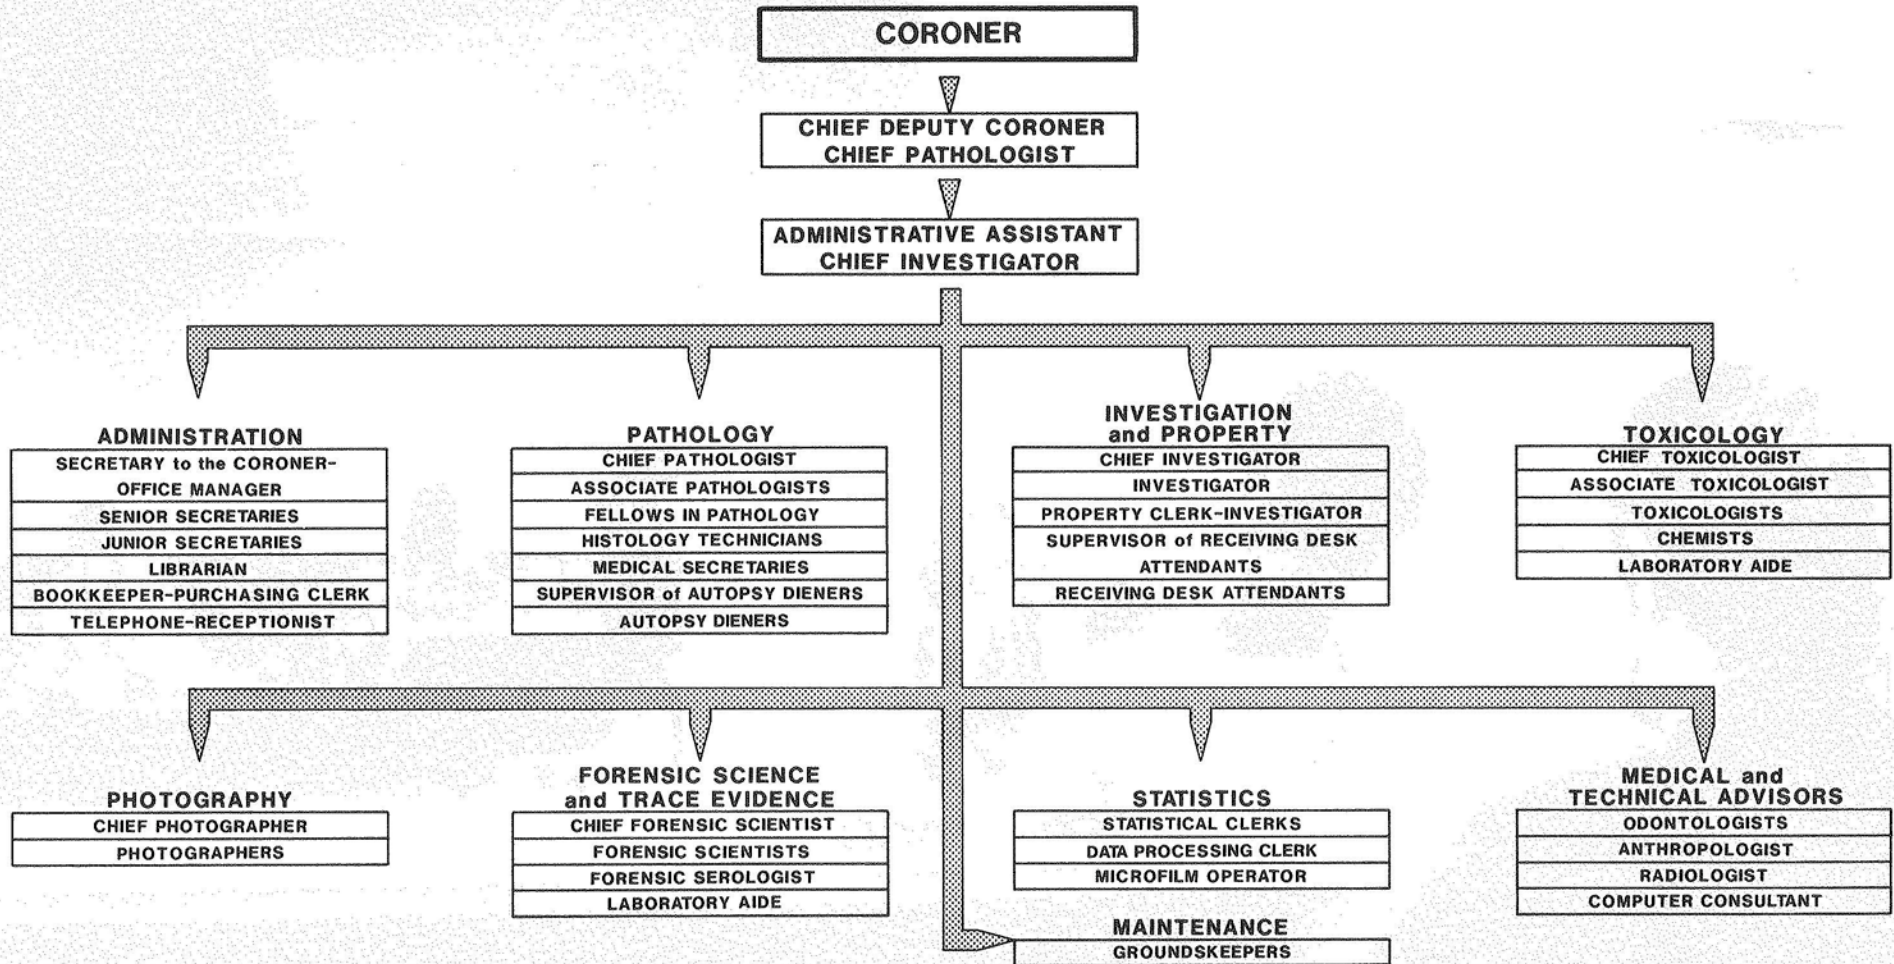 CORONER
CHIEF DEPUTY CORONER
CHIEF PATHOLOGIST
ADMINISTRATIVE ASSISTANT
CHIEF INVESTIGATOR
ADMINISTRATION
SECRETARY to the CORONER-
OFFICE MANAGER
SENIOR SECRETARIES
JUNIOR SECRETARIES
LIBRARIAN
BOOKKEEPER-PURCHASING CLERK
TELEPHONE-RECEPTIONIST
PATHOLOGY
CHIEF PATHOLOGIST
ASSOCIATE PATHOLOGISTS
FELLOWS IN PATHOLOGY
HISTOLOGY TECHNICIANS
MEDICAL SECRETARIES
SUPERVISOR of AUTOPSY DIENERS
AUTOPSY DIENERS
INVESTIGATION
and PROPERTY
CHIEF INVESTIGATOR
INVESTIGATOR
PROPERTY CLERK-INVESTIGATOR
SUPERVISOR of RECEIVING DESK
ATTENDANTS
RECEIVING DESK ATTENDANTS
TOXICOLOGY
CHIEF TOXICOLOGIST
ASSOCIATE TOXICOLOGIST
TOXICOLOGISTS
CHEMISTS
LABORATORY AIDE
PHOTOGRAPHY
CHIEF PHOTOGRAPHER
PHOTOGRAPHERS
FORENSIC SCIENCE
and TRACE EVIDENCE
CHIEF FORENSIC SCIENTIST
FORENSIC SCIENTISTS
FORENSIC SEROLOGIST
LABORATORY AIDE
STATISTICS
STATISTICAL CLERKS
DATA PROCESSING CLERK
MICROFILM OPERATOR
MEDICAL and
TECHNICAL ADVISORS
ODONTOLOGISTS
ANTHROPOLOGIST
RADIOLOGIST
COMPUTER CONSULTANT
MAINTENANCE
GROUNDSKEEPERS